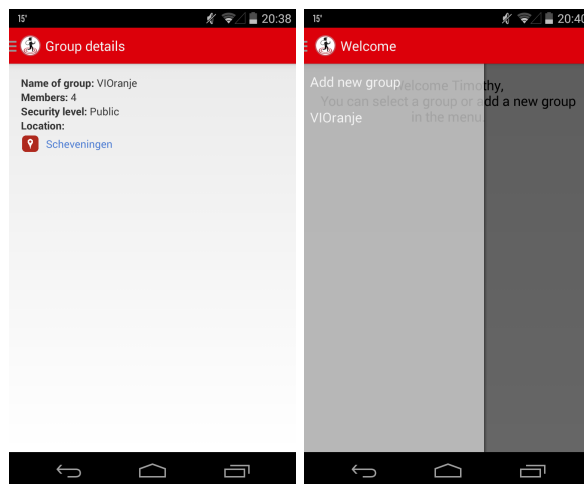 15'
20:38
Group details
Name of group: VIOranje
Members: 4
Security level: Public
Location:
Scheveningen
15'
20:40
Welcome
Add new group
VIOranje
Welcome Timothy,
You can select a group or add a new group
in the menu.